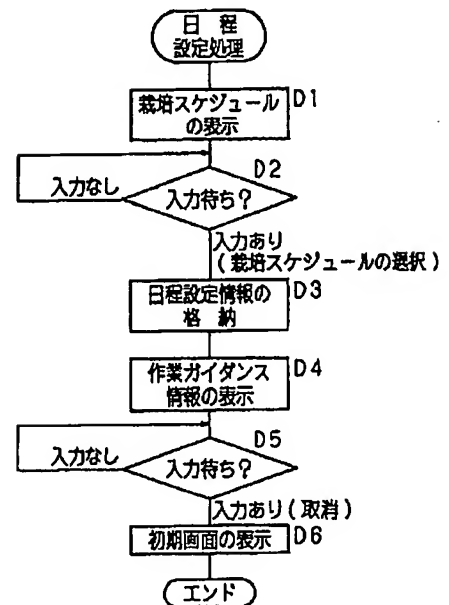 日 程
設定処理
栽培スケジュール
の表示
D1
D2
入力なし
入力待ち?
入力あり
(栽培スケジュールの選択)
日程設定情報の
格 納
D3
作業ガイダンス
情報の表示
D4
D5
入力なし
入力待ち?
入力あり(取消)
初期画面の表示
D6
エンド